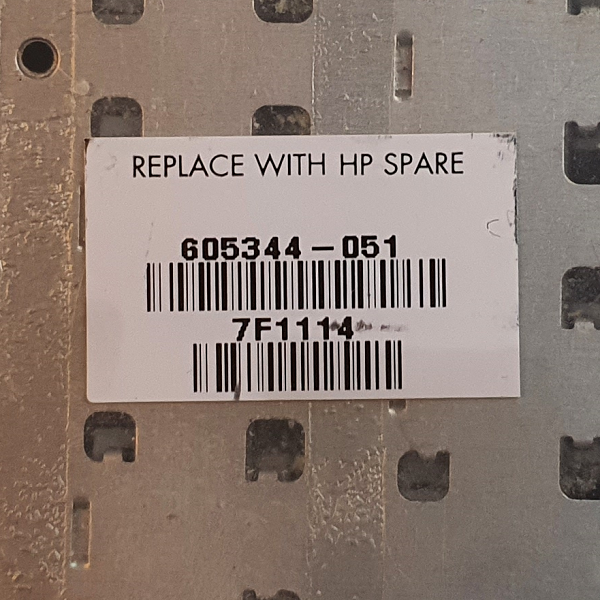 REPLACE WITH HP SPARE
605344-051
7F1114